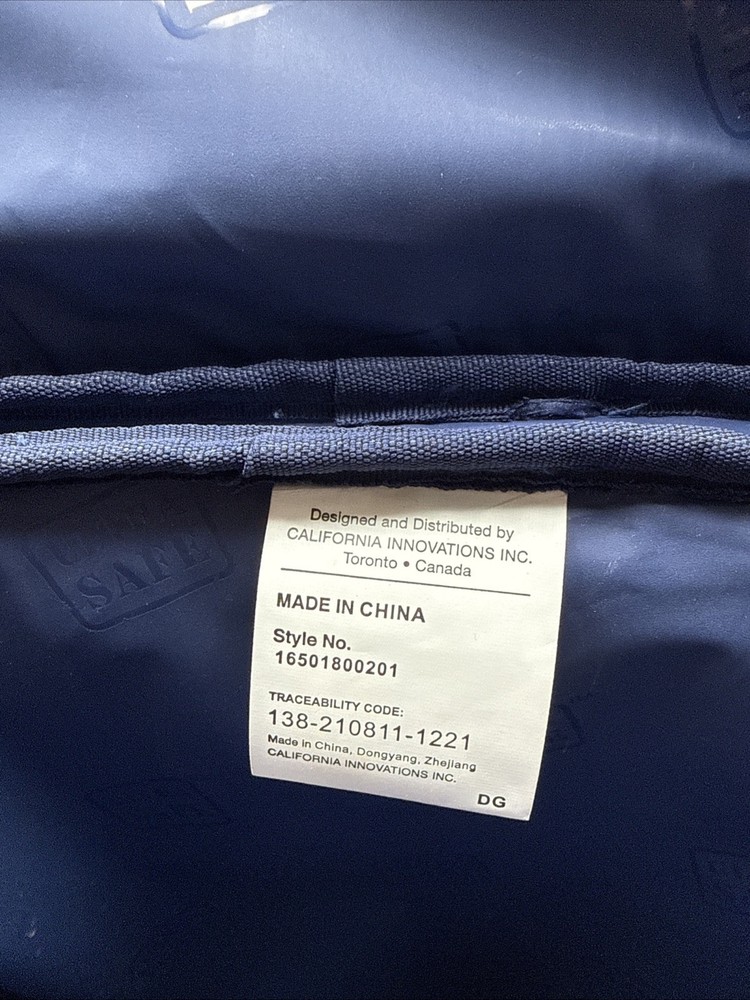 SAFE
Designed and Distributed by
CALIFORNIA INNOVATIONS INC.
Toronto • Canada
MADE IN CHINA
Style No.
16501800201
TRACEABILITY CODE:
138-210811-1221
Made in China, Dongyang, Zhejiang
CALIFORNIA INNOVATIONS INC.
DG